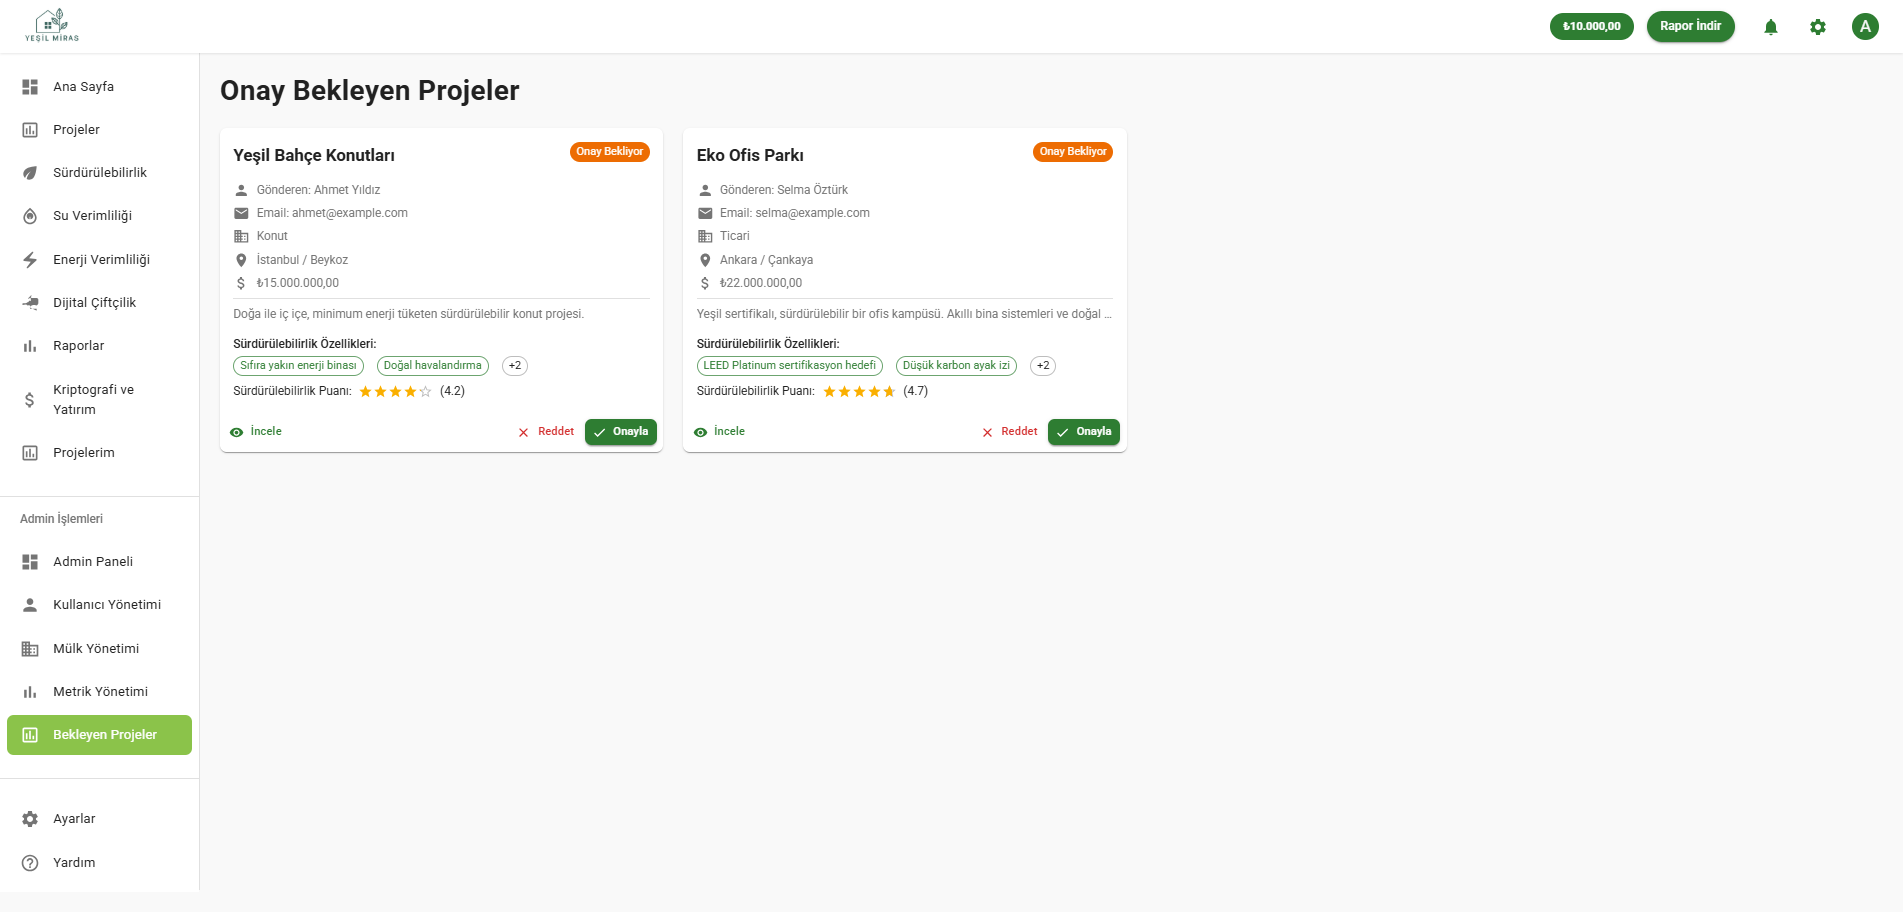 YEŞİL MİRAS
₺10.000,00
Rapor İndir
A
Ana Sayfa
Projeler
Sürdürülebilirlik
Su Verimliliği
Enerji Verimliliği
Dijital Çiftçilik
Raporlar
Kriptografi ve
Yatırım
Projelerim
Admin İşlemleri
Admin Paneli
Kullanıcı Yönetimi
Mülk Yönetimi
Metrik Yönetimi
Bekleyen Projeler
Ayarlar
Yardım
Onay Bekleyen Projeler
Yeşil Bahçe Konutları
Onay Bekliyor
Gönderen: Ahmet Yıldız
Email: ahmet@example.com
Konut
İstanbul / Beykoz
₺15.000.000,00
Doğa ile iç içe, minimum enerji tüketen sürdürülebilir konut projesi.
Sürdürülebilirlik Özellikleri:
Sıfıra yakın enerji binası
Doğal havalandırma
+2
Sürdürülebilirlik Puanı:
(4.2)
İncele
Reddet
Onayla
Eko Ofis Parkı
Onay Bekliyor
Gönderen: Selma Öztürk
Email: selma@example.com
Ticari
Ankara / Çankaya
₺22.000.000,00
Yeşil sertifikalı, sürdürülebilir bir ofis kampüsü. Akıllı bina sistemleri ve doğal ...
Sürdürülebilirlik Özellikleri:
LEED Platinum sertifikasyon hedefi
Düşük karbon ayak izi
+2
Sürdürülebilirlik Puanı:
(4.7)
İncele
Reddet
Onayla